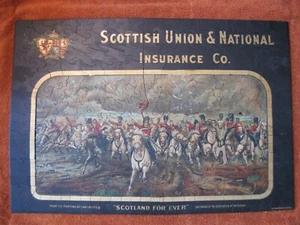 SCOTTISH UNION & NATIONAL
INSURANCE CO.
"SCOTLAND FOR EVER"